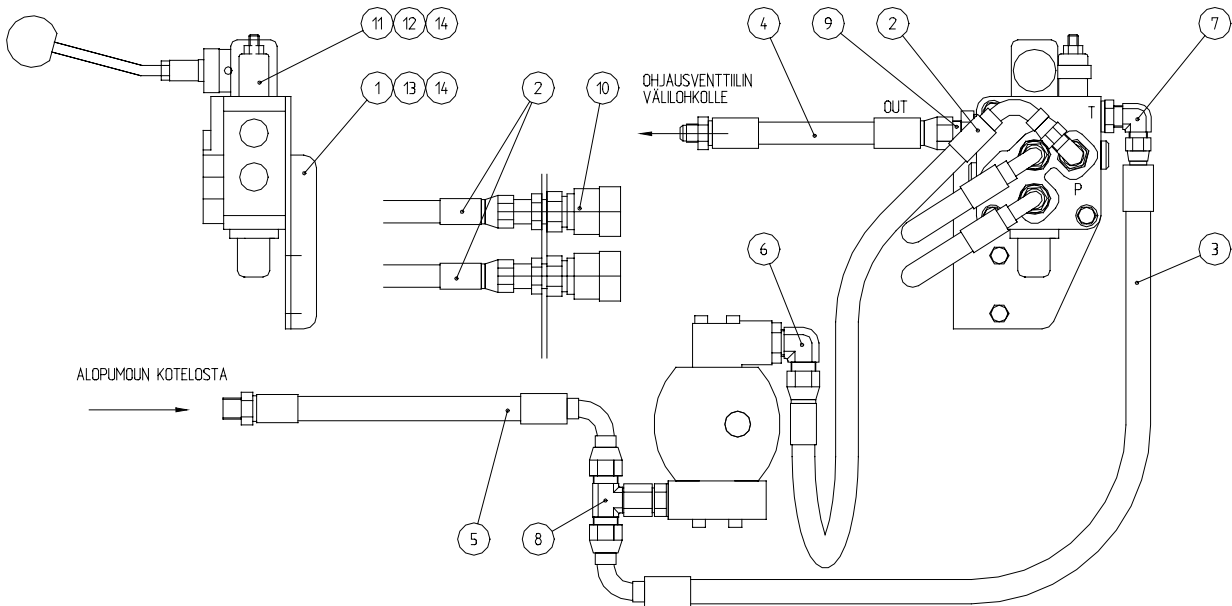 11 12 14
4
9
2
7
1 13 14
2
10
OHJAUSVENTTIILIN
VÄLILOHKOLLE
OUT
T
P
6
3
ALOPUMOUN KOTELOSTA
5
8